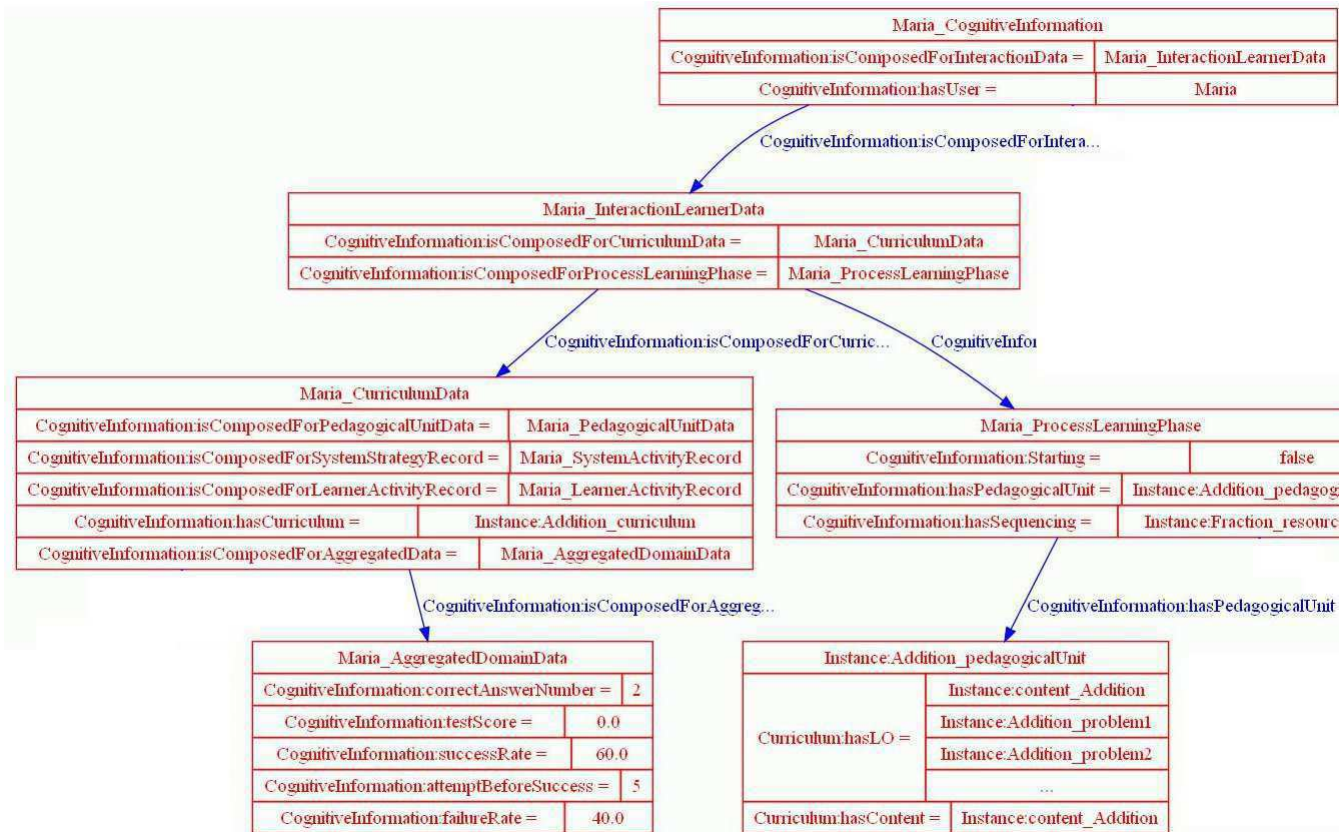 Maria_CognitiveInformation
CognitiveInformation:isComposedForInteractionData = Maria_InteractionLearnerData
CognitiveInformation:hasUser = Maria
CognitiveInformation:isComposedForIntera...
Maria_InteractionLearnerData
CognitiveInformation:isComposedForCurriculumData = Maria_CurriculumData
CognitiveInformation:isComposedForProcessLearningPhase = Maria_ProcessLearningPhase
CognitiveInformation:isComposedForCurric... CognitiveInfor
Maria_CurriculumData
CognitiveInformation:isComposedForPedagogicalUnitData = Maria_PedagogicalUnitData
CognitiveInformation:isComposedForSystemStrategyRecord = Maria_SystemActivityRecord
CognitiveInformation:isComposedForLearnerActivityRecord = Maria_LearnerActivityRecord
CognitiveInformation:hasCurriculum = Instance:Addition_curriculum
CognitiveInformation:isComposedForAggregatedData = Maria_AggregatedDomainData
Maria_ProcessLearningPhase
CognitiveInformation:Starting = false
CognitiveInformation:hasPedagogicalUnit = Instance:Addition_pedagog
CognitiveInformation:hasSequencing = Instance:Fraction_resourc
CognitiveInformation:isComposedForAggreg...
CognitiveInformation:hasPedagogicalUnit
Maria_AggregatedDomainData
CognitiveInformation:correctAnswerNumber = 2
CognitiveInformation:testScore = 0.0
CognitiveInformation:successRate = 60.0
CognitiveInformation:attemptBeforeSuccess = 5
CognitiveInformation:failureRate = 40.0
Instance:Addition_pedagogicalUnit
Curriculum:hasLO =
Instance:content_Addition
Instance:Addition_problem1
Instance:Addition_problem2
...
Curriculum:hasContent = Instance:content_Addition